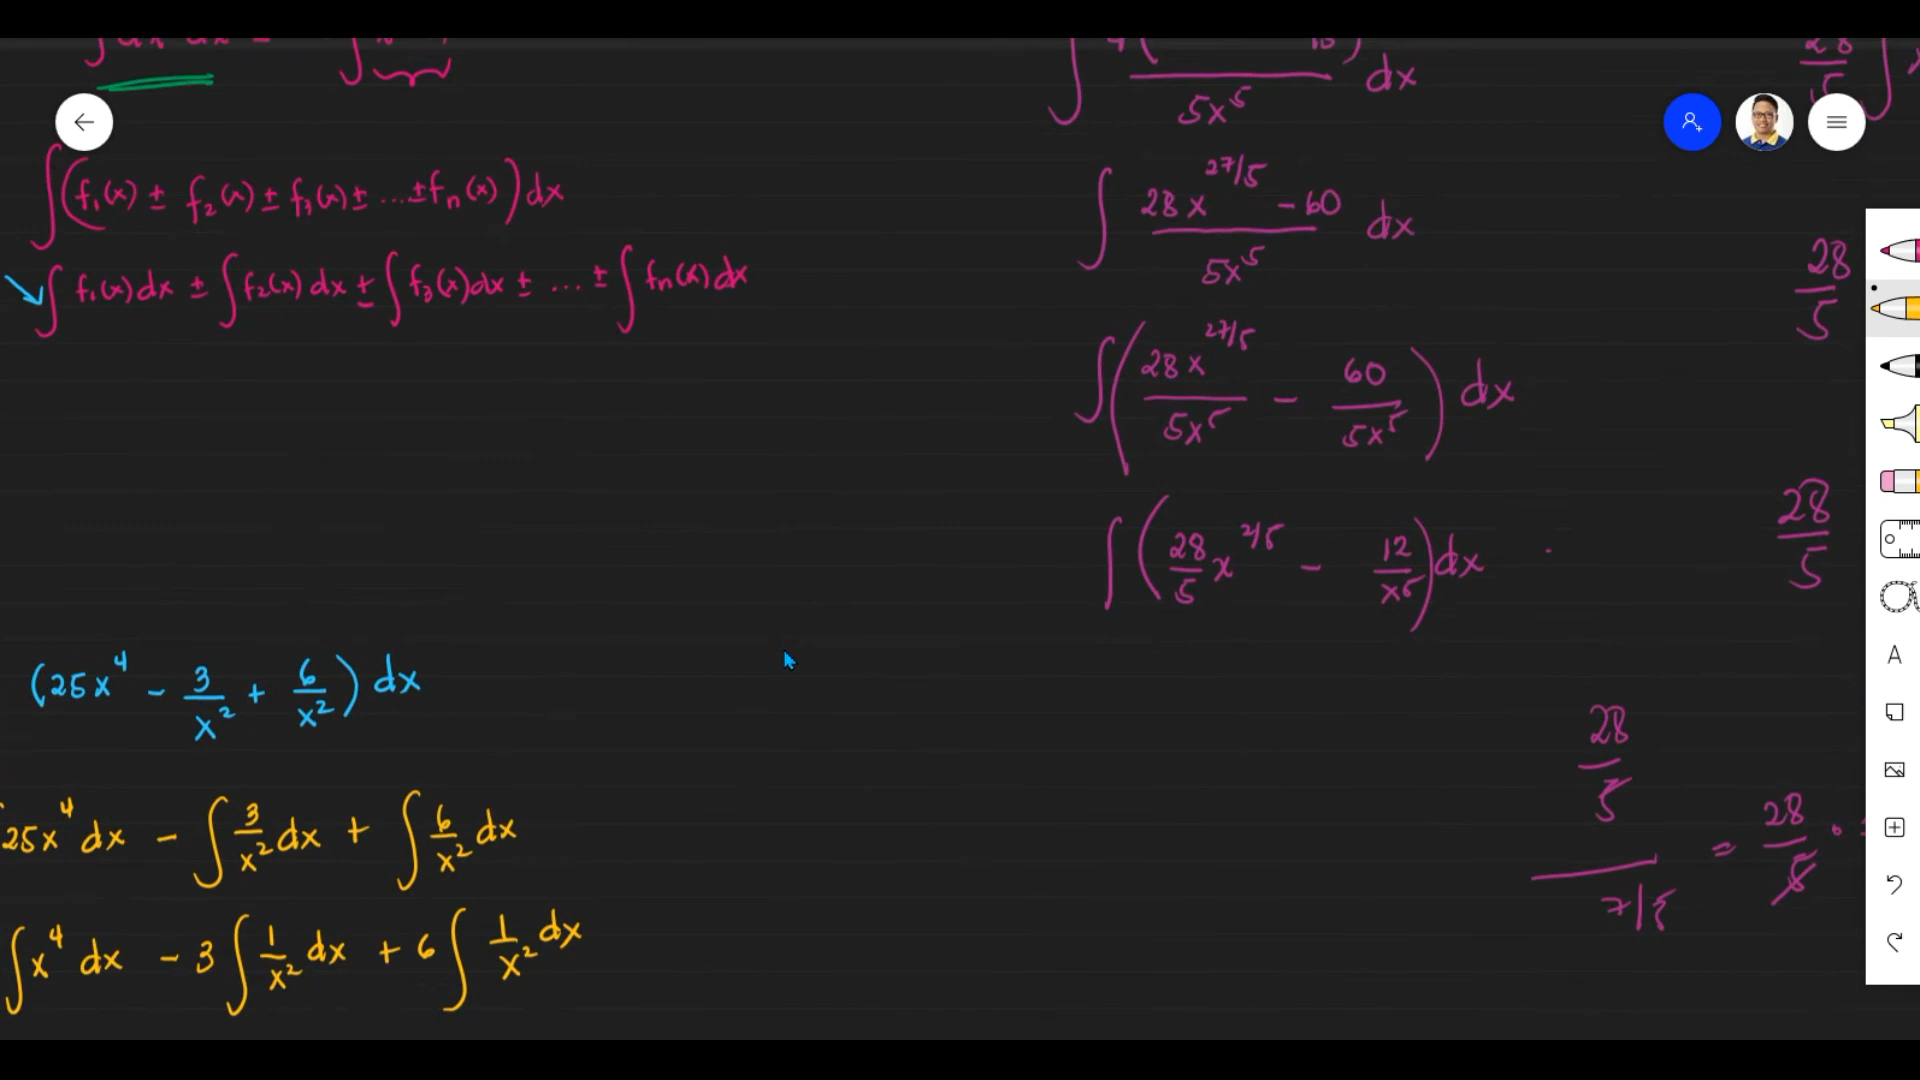 ∫(f₁(x) ± f₂(x) ± f₃(x) ± ... ± fₙ(x)) dx
∫ f₁(x) dx ± ∫ f₂(x) dx ± ∫ f₃(x) dx ± ... ± ∫ fₙ(x) dx
(25x⁴ - 3/x² + 6/x²) dx
25x⁴ dx - ∫ 3/x² dx + ∫ 6/x² dx
∫ x⁴ dx - 3 ∫ 1/x² dx + 6 ∫ 1/x² dx
5x⁵ dx
∫ (28x^(27/5) - 60)/(5x⁵) dx
∫ (28x^(27/5)/(5x⁵) - 60/(5x⁵)) dx
∫ (28/5 x^(2/5) - 12/x⁵) dx
28/5 ∫
28/5
28/5
(28/5)/(7/5) = 28/5 ·
A